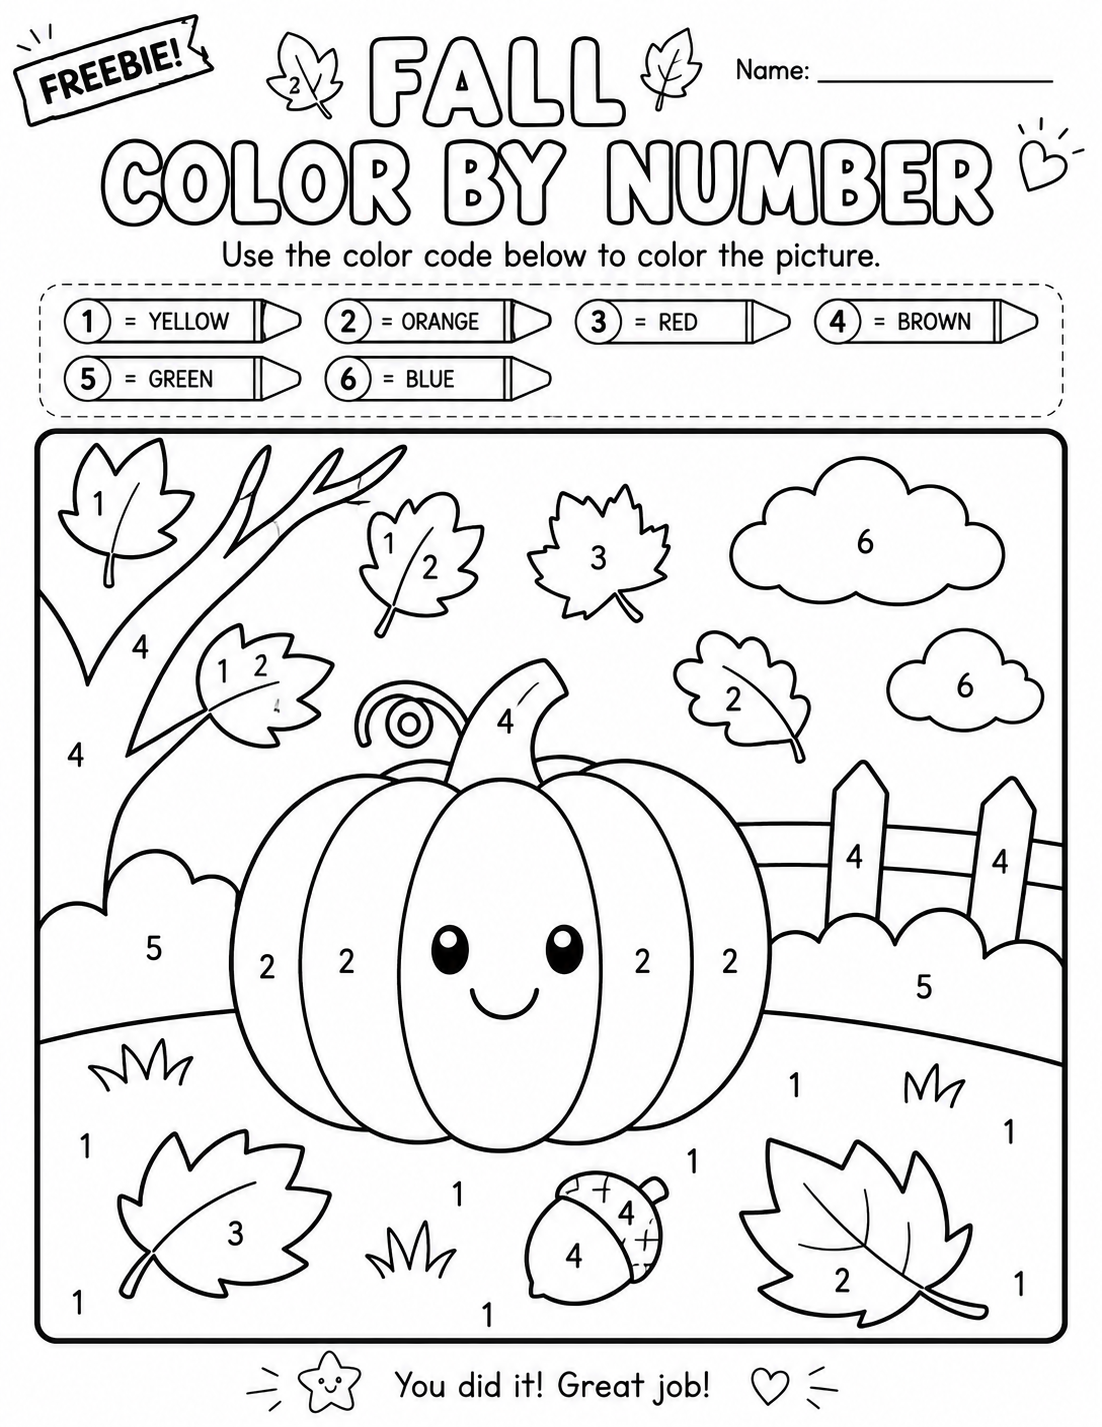 FREEBIE!
2
FALL
Name: ____________
COLOR BY NUMBER
Use the color code below to color the picture.
1 = YELLOW
2 = ORANGE
3 = RED
4 = BROWN
5 = GREEN
6 = BLUE
1
1 2
3
6
4
1 2
4
2
6
4
4
4
5
2
2
2
2
5
1
1
1
1
3
1
4
4
2
1
1
1
You did it! Great job!